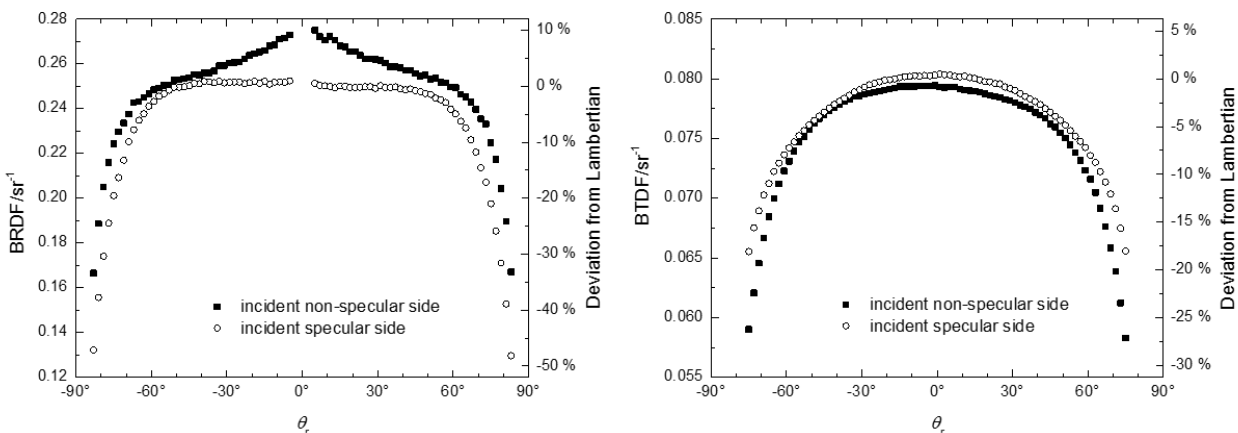 0.28
0.26
0.24
0.22
0.20
0.18
0.16
0.14
0.12
BRDF/sr⁻¹
10 %
0 %
-10 %
-20 %
-30 %
-40 %
-50 %
Deviation from Lambertian
incident non-specular side
incident specular side
-90° -60° -30° 0° 30° 60° 90°
θr
0.085
0.080
0.075
0.070
0.065
0.060
0.055
BTDF/sr⁻¹
5 %
0 %
-5 %
-10 %
-15 %
-20 %
-25 %
-30 %
Deviation from Lambertian
incident non-specular side
incident specular side
-90° -60° -30° 0° 30° 60° 90°
θr